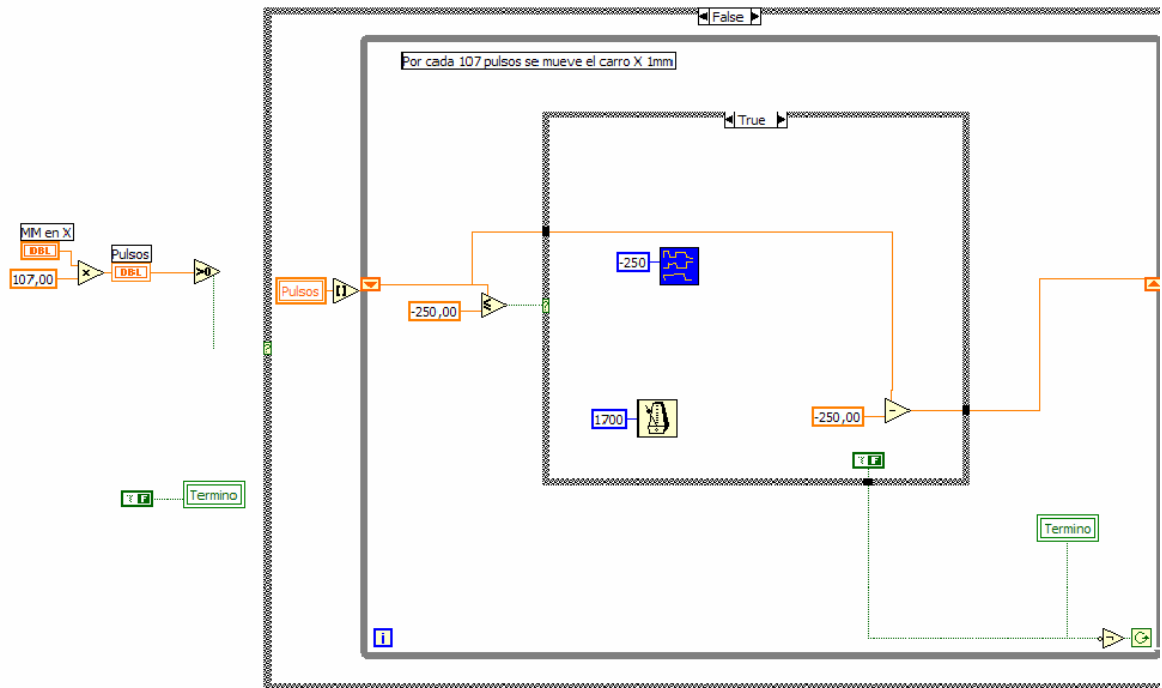 False
Por cada 107 pulsos se mueve el carro X 1mm
True
MM en X
DBL
107,00
x
Pulsos
DBL
>0
Pulsos
[ ]
-250,00
≤
?
?
-250
1700
-250,00
-
F
F
Termino
Termino
i